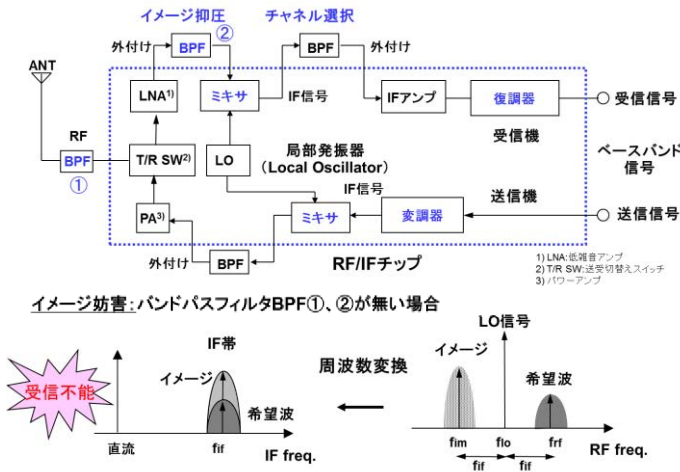 イメージ抑圧 チャネル選択
②
外付け BPF BPF 外付け
ANT
LNA1) ミキサ IF信号 IFアンプ 復調器 受信信号
受信機
RF
BPF T/R SW2) LO 局部発振器
(Local Oscillator)
ベースバンド
信号
①
IF信号 送信機
PA3) ミキサ 変調器 送信信号
外付け BPF RF/IFチップ
1) LNA:低雑音アンプ
2) T/R SW:送受切替えスイッチ
3) パワーアンプ
イメージ妨害:バンドパスフィルタBPF①、②が無い場合
受信不能
IF帯
イメージ
希望波
直流 fif IF freq.
周波数変換
LO信号
イメージ
希望波
fim flo frf RF freq.
fif fif